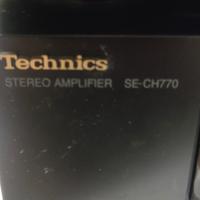 Technics
STEREO AMPLIFIER SE-CH770